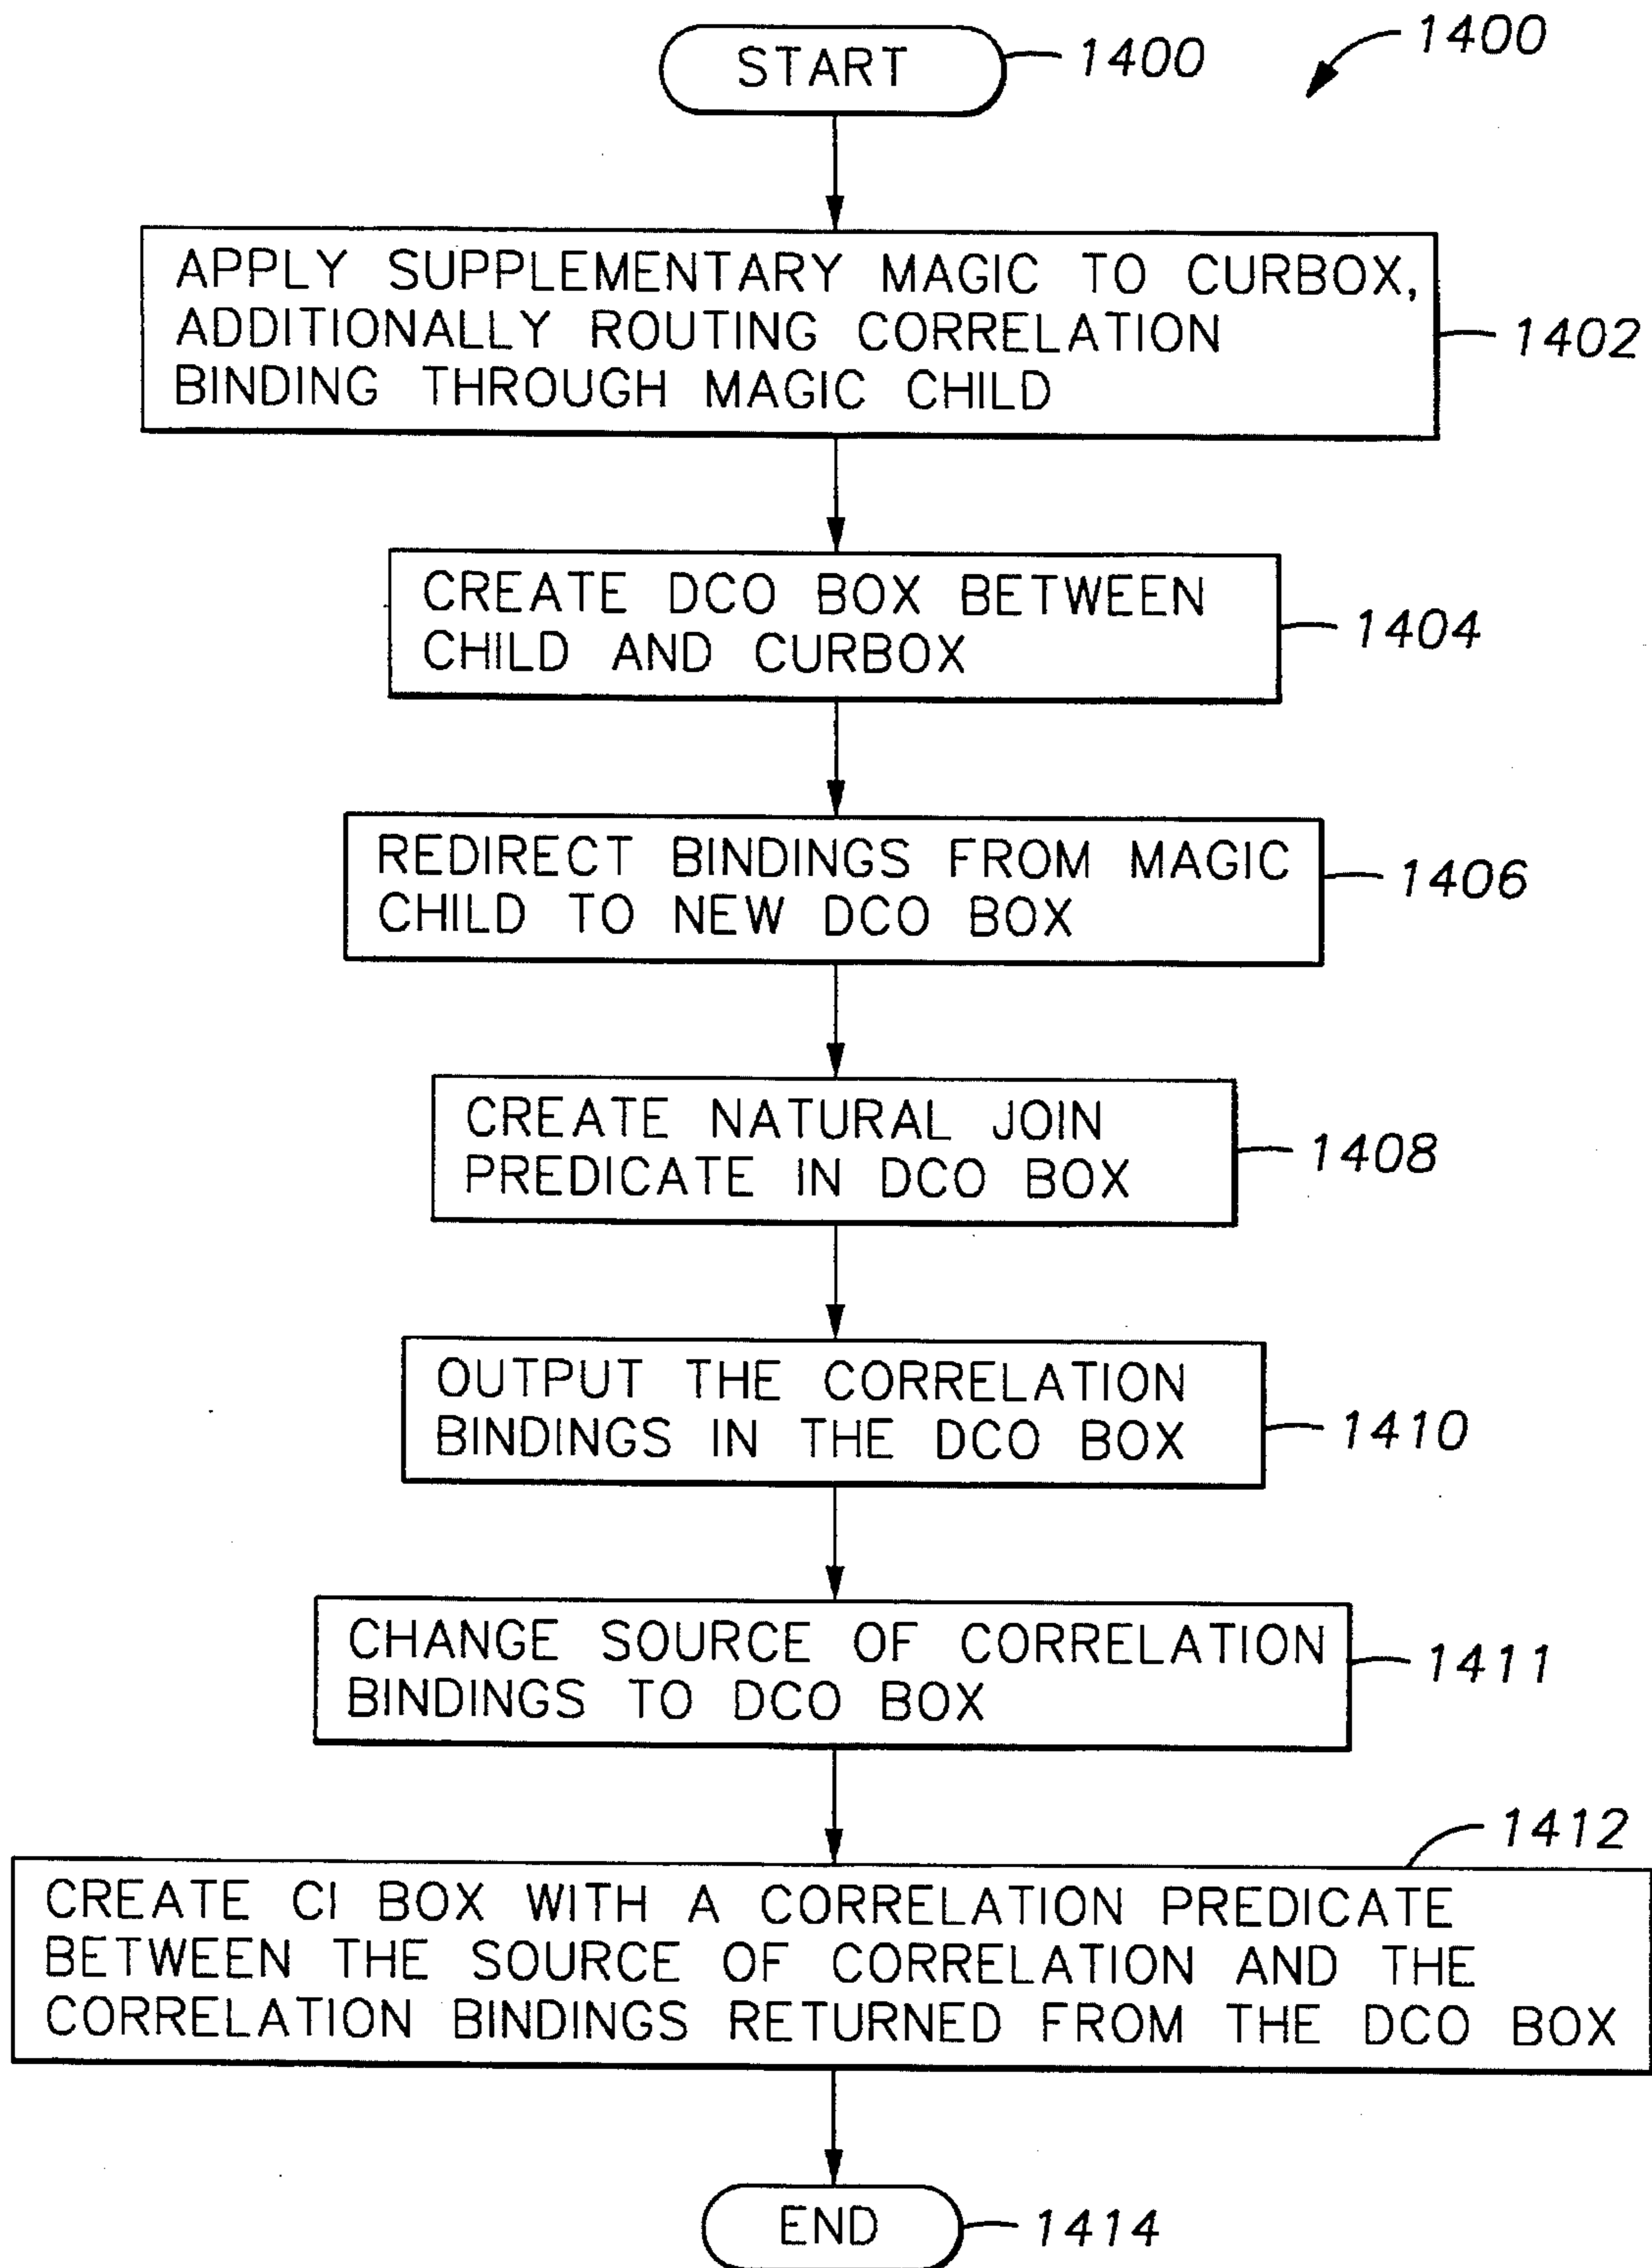 START
1400
1400
APPLY SUPPLEMENTARY MAGIC TO CURBOX,
ADDITIONALLY ROUTING CORRELATION
BINDING THROUGH MAGIC CHILD
1402
CREATE DCO BOX BETWEEN
CHILD AND CURBOX
1404
REDIRECT BINDINGS FROM MAGIC
CHILD TO NEW DCO BOX
1406
CREATE NATURAL JOIN
PREDICATE IN DCO BOX
1408
OUTPUT THE CORRELATION
BINDINGS IN THE DCO BOX
1410
CHANGE SOURCE OF CORRELATION
BINDINGS TO DCO BOX
1411
1412
CREATE CI BOX WITH A CORRELATION PREDICATE
BETWEEN THE SOURCE OF CORRELATION AND THE
CORRELATION BINDINGS RETURNED FROM THE DCO BOX
END
1414